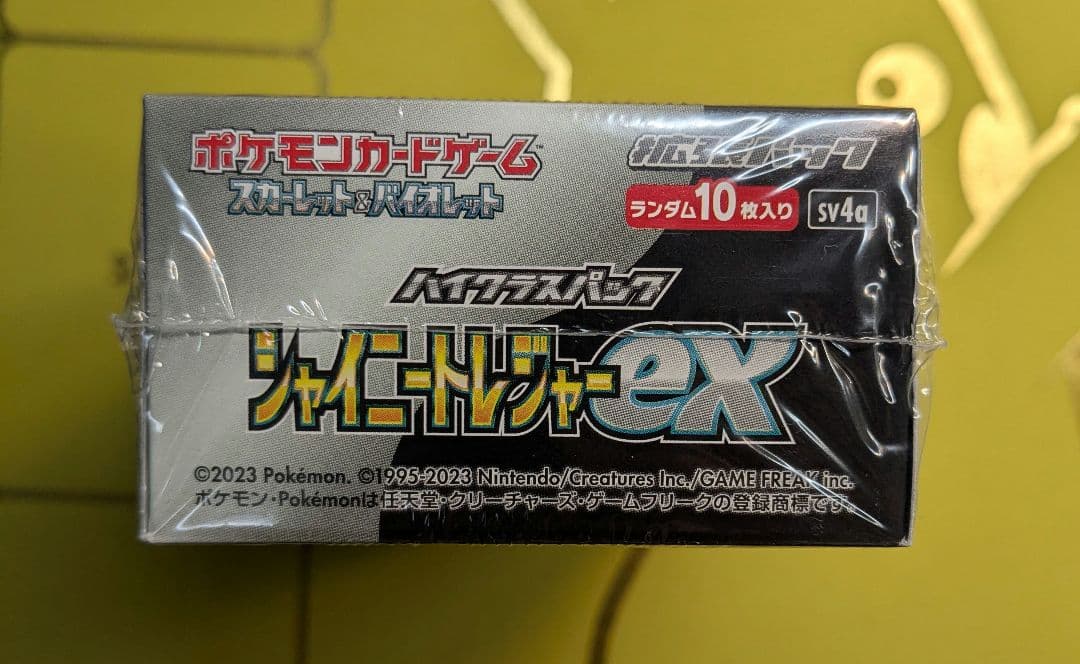 ポケモンカードゲーム™
スカーレット&バイオレット
拡張パック
ランダム10枚入り
sv4a
ハイクラスパック
シャイニートレジャーex
©2023 Pokémon. ©1995-2023 Nintendo/Creatures Inc./GAME FREAK inc.
ポケモン・Pokémonは任天堂・クリーチャーズ・ゲームフリークの登録商標です。